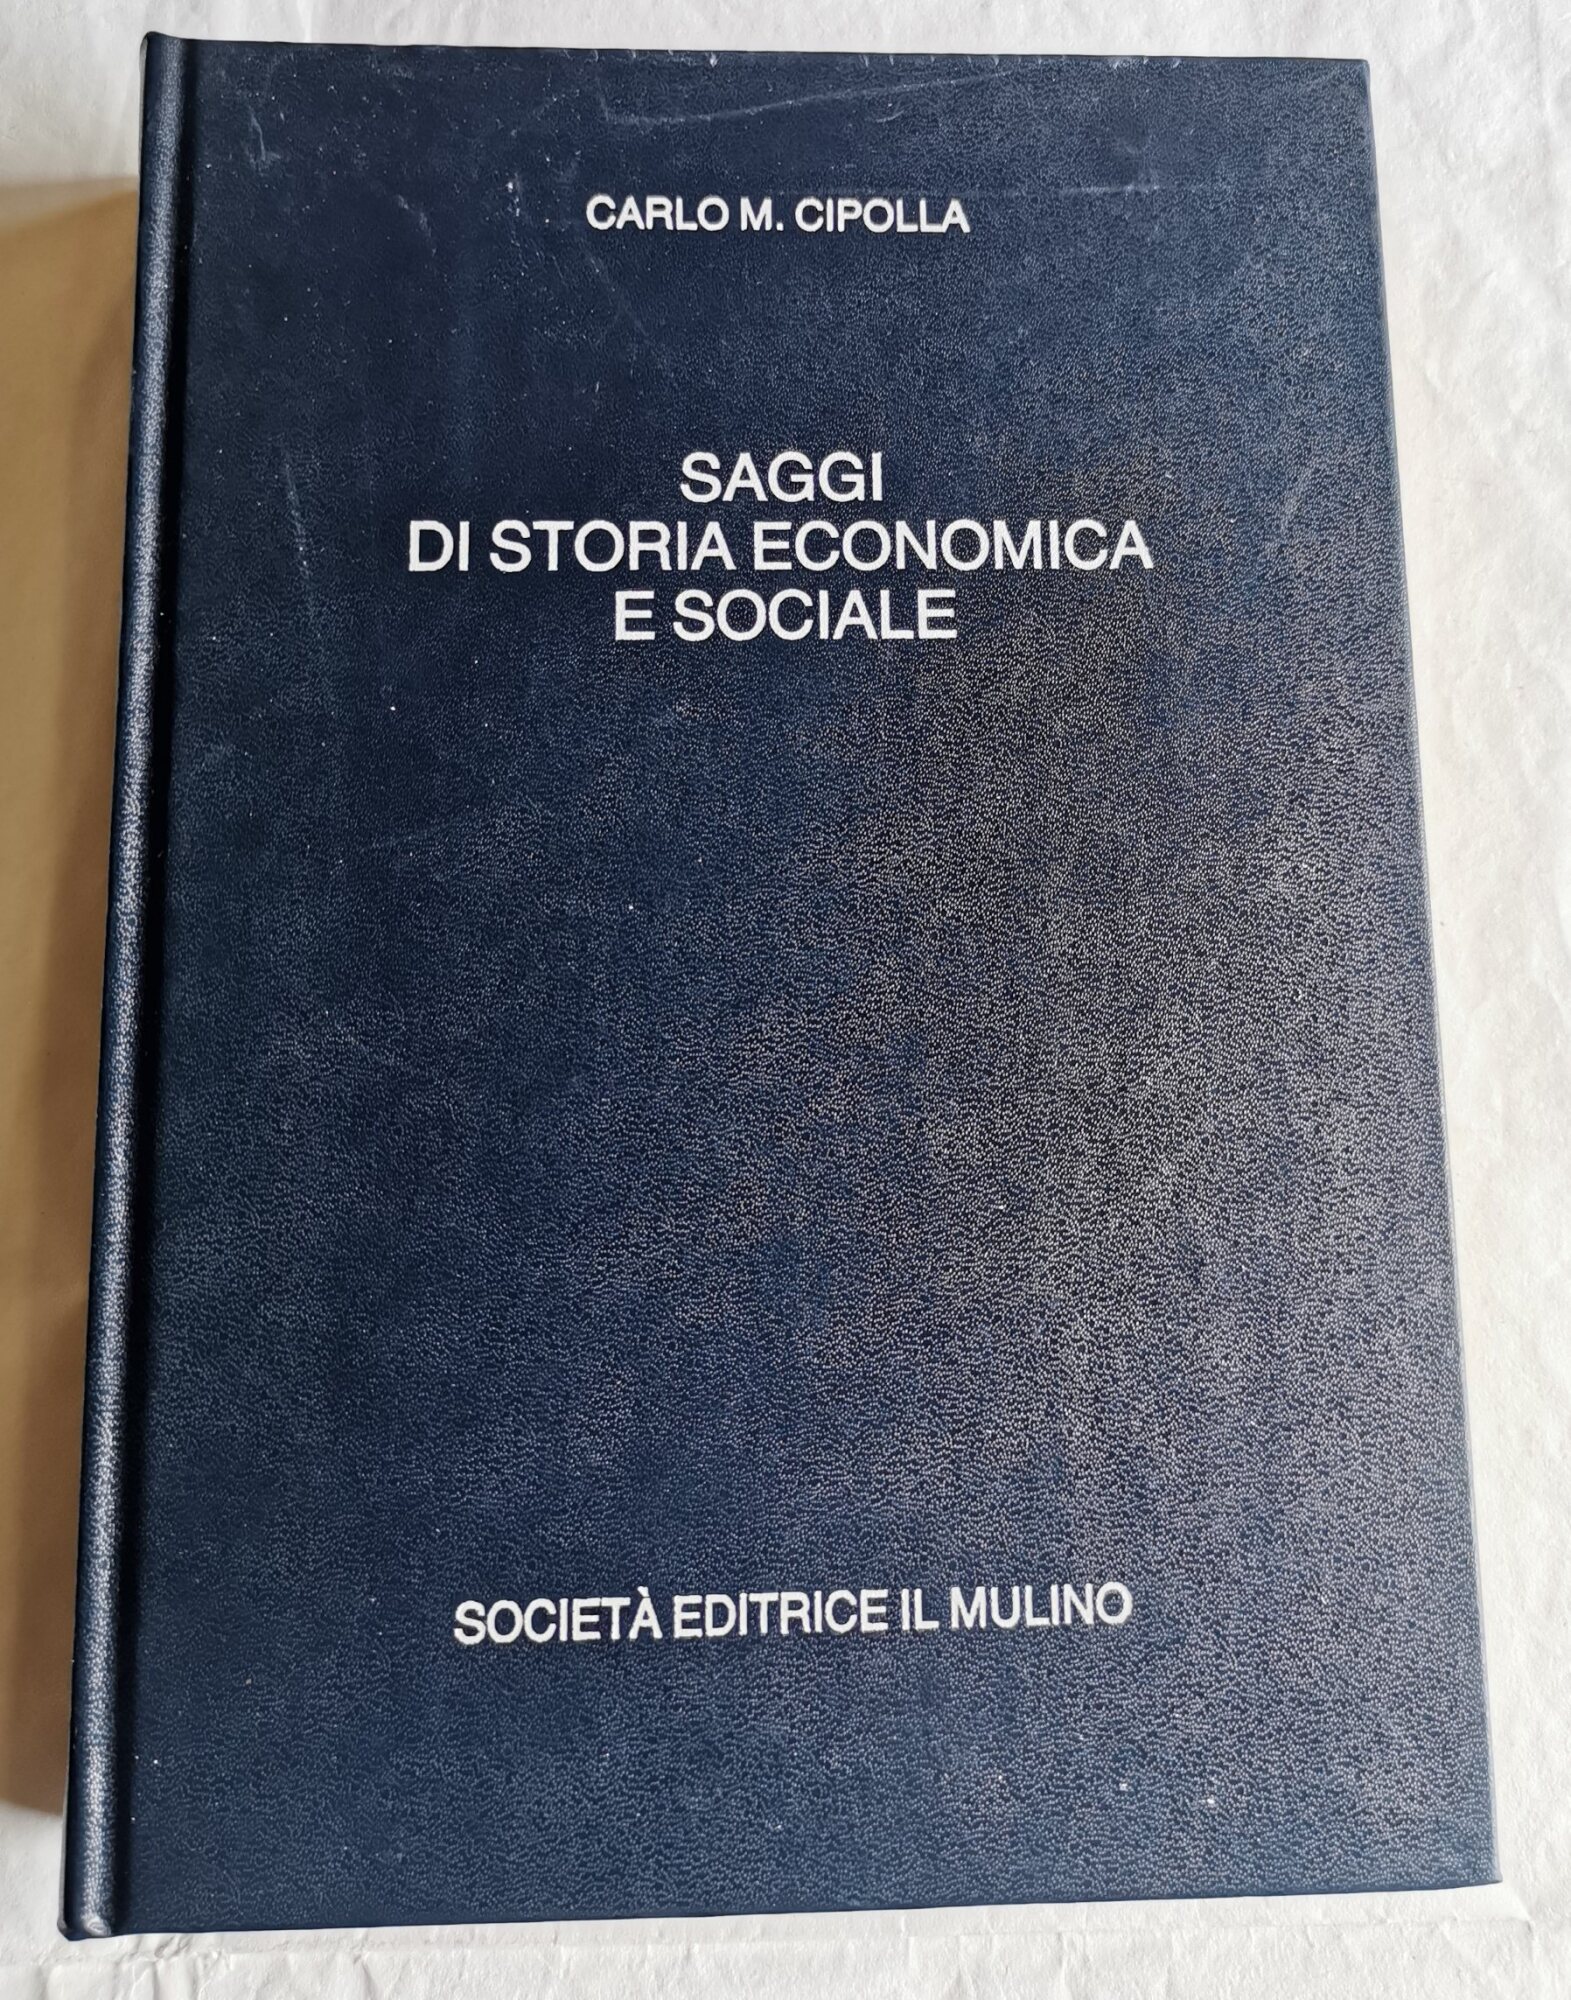 CARLO M. CIPOLLA
SAGGI
DI STORIA ECONOMICA
E SOCIALE
SOCIETÀ EDITRICE IL MULINO